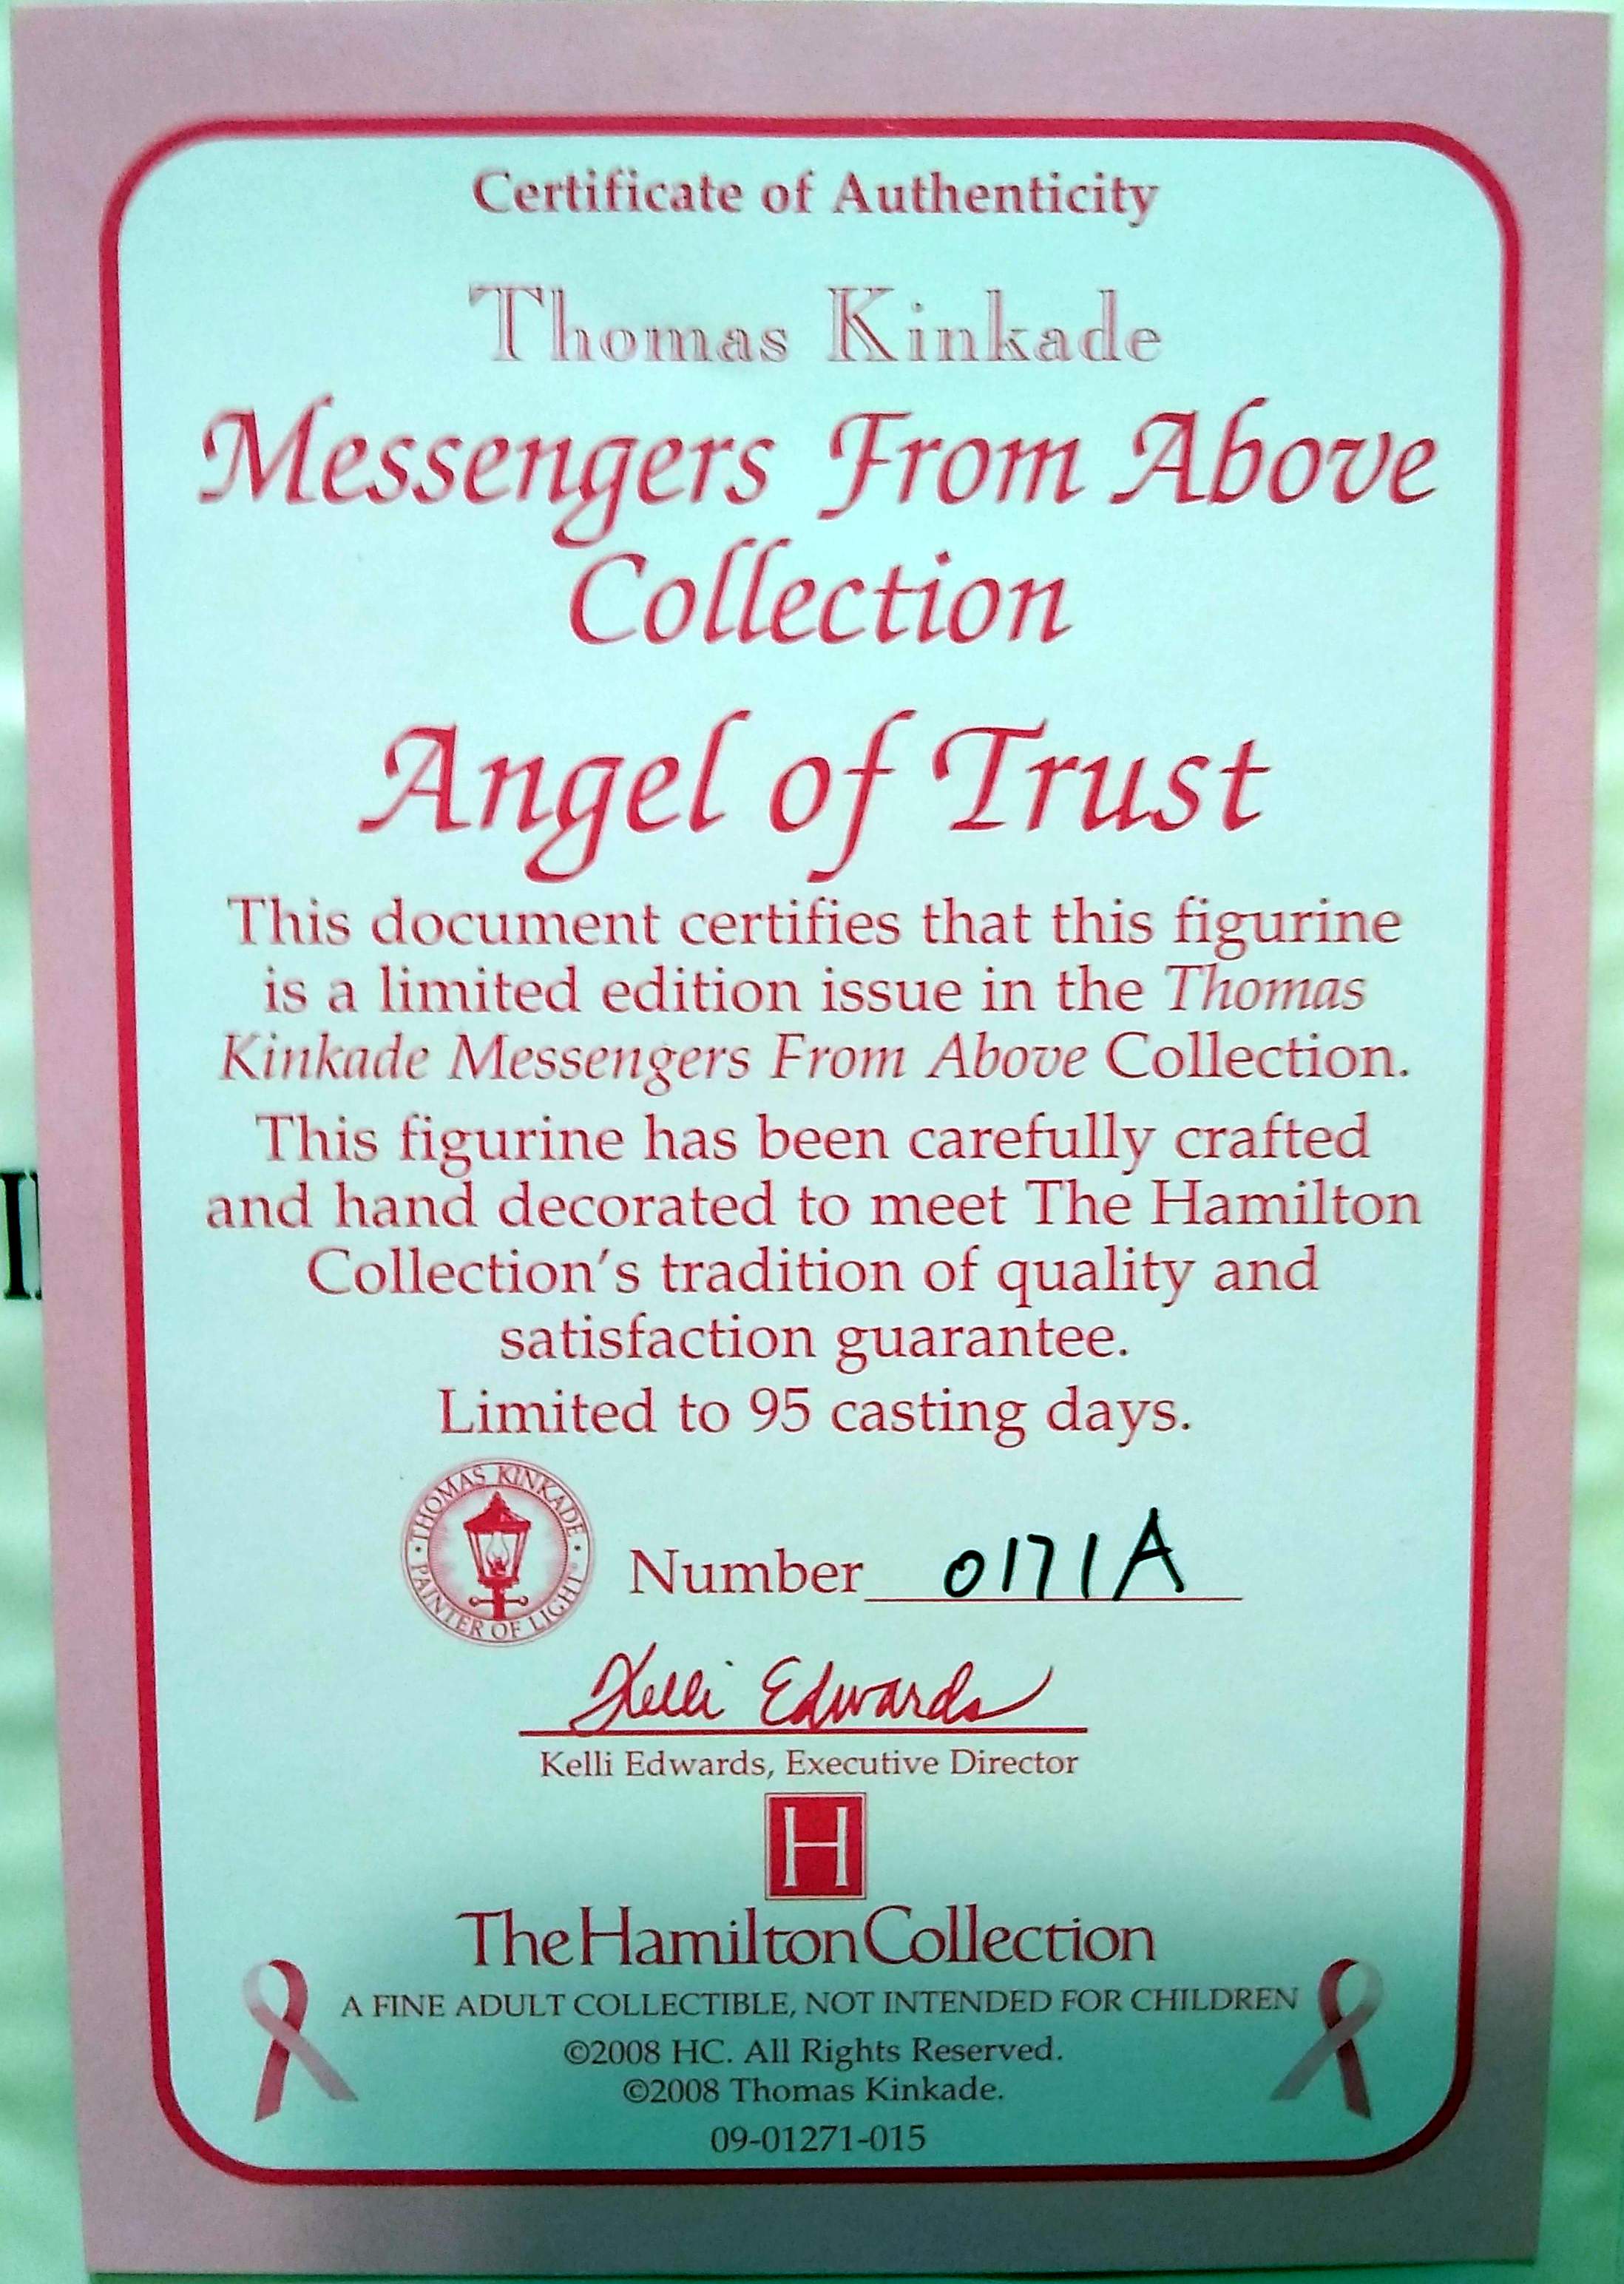 Certificate of Authenticity
Thomas Kinkade
Messengers From Above
Collection
Angel of Trust
This document certifies that this figurine
is a limited edition issue in the Thomas
Kinkade Messengers From Above Collection.
This figurine has been carefully crafted
and hand decorated to meet The Hamilton
Collection's tradition of quality and
satisfaction guarantee.
Limited to 95 casting days.
· THOMAS KINKADE ·
PAINTER OF LIGHT
Number 0171A
Kelli Edwards
Kelli Edwards, Executive Director
H
The Hamilton Collection
A FINE ADULT COLLECTIBLE, NOT INTENDED FOR CHILDREN
©2008 HC. All Rights Reserved.
©2008 Thomas Kinkade.
09-01271-015